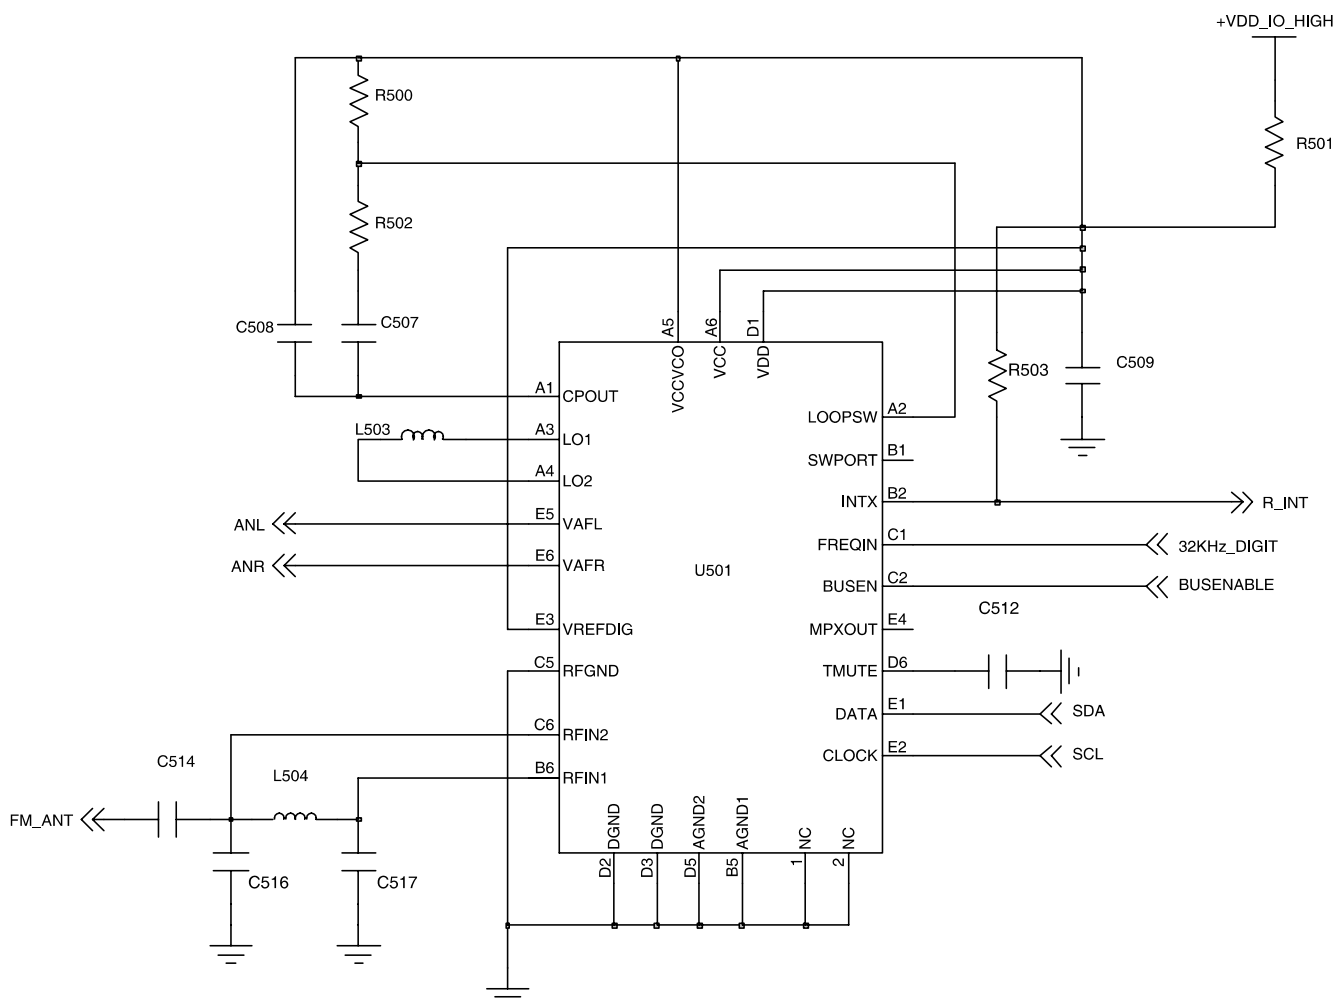 +VDD_IO_HIGH
R500
R501
R502
C508
C507
A5
A6
D1
VCCVCO
VCC
VDD
R503
C509
A1
CPOUT
LOOPSW
A2
L503
A3
LO1
SWPORT
B1
A4
LO2
INTX
B2
R_INT
ANL
E5
VAFL
FREQIN
C1
32KHz_DIGIT
ANR
E6
VAFR
U501
BUSEN
C2
BUSENABLE
C512
E3
VREFDIG
MPXOUT
E4
C5
RFGND
TMUTE
D6
DATA
E1
SDA
C6
RFIN2
CLOCK
E2
SCL
C514
L504
B6
RFIN1
FM_ANT
DGND
DGND
AGND2
AGND1
NC
NC
D2
D3
D5
B5
1
2
C516
C517